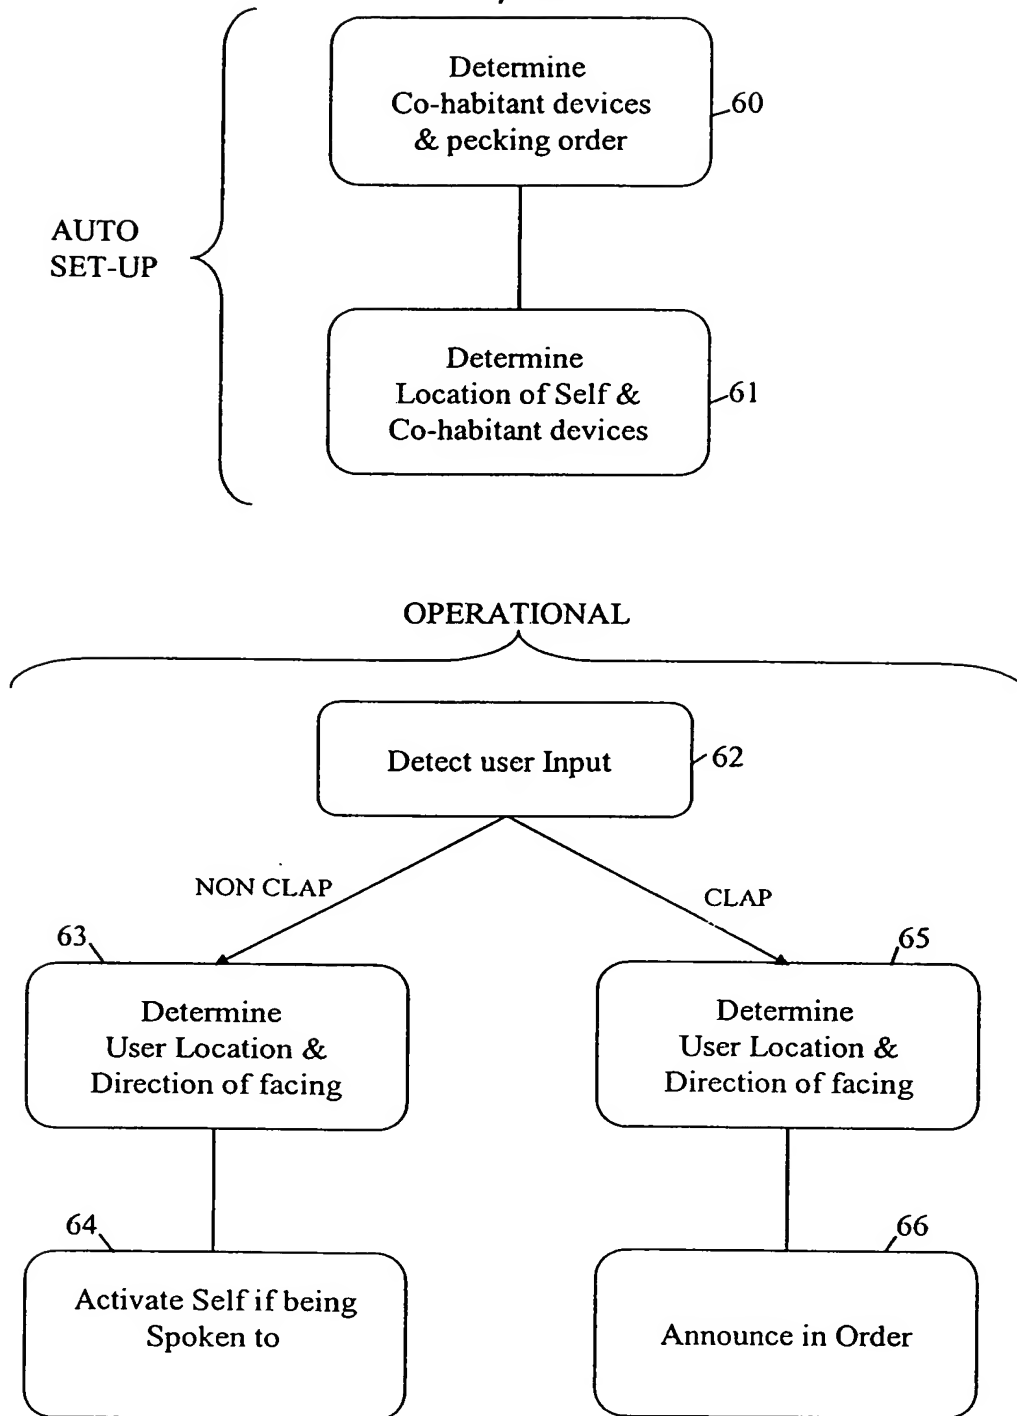 Determine
Co-habitant devices
& pecking order
60
AUTO
SET-UP
Determine
Location of Self &
Co-habitant devices
61
OPERATIONAL
Detect user Input
62
NON CLAP
CLAP
63
Determine
User Location &
Direction of facing
65
Determine
User Location &
Direction of facing
64
Activate Self if being
Spoken to
66
Announce in Order